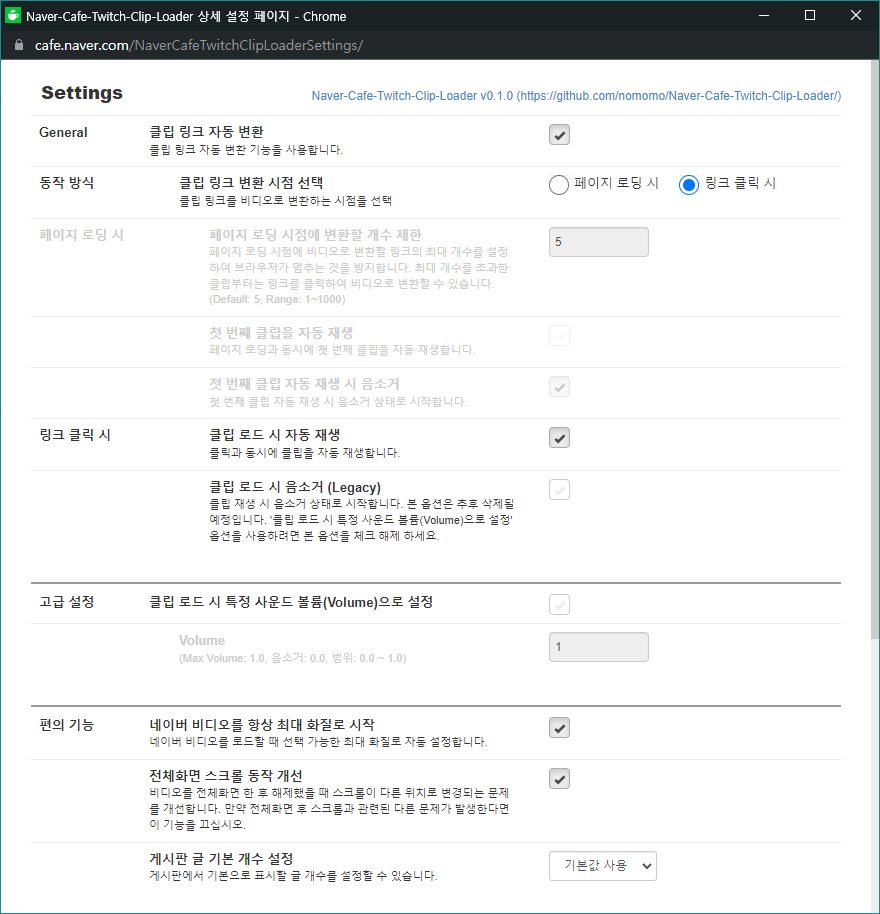 Naver-Cafe-Twitch-Clip-Loader 상세 설정 페이지 - Chrome
cafe.naver.com/NaverCafeTwitchClipLoaderSettings/
Settings
Naver-Cafe-Twitch-Clip-Loader v0.1.0 (https://github.com/nomomo/Naver-Cafe-Twitch-Clip-Loader/)
General
클립 링크 자동 변환
클립 링크 자동 변환 기능을 사용합니다.
동작 방식
클립 링크 변환 시점 선택
클립 링크를 비디오로 변환하는 시점을 선택
페이지 로딩 시
링크 클릭 시
페이지 로딩 시
페이지 로딩 시점에 변환할 개수 제한
페이지 로딩 시점에 비디오로 변환할 링크의 최대 개수를 설정
하여 브라우저가 멈추는 것을 방지합니다. 최대 개수를 초과한
클립부터는 링크를 클릭하여 비디오로 변환할 수 있습니다.
(Default: 5, Range: 1~1000)
5
첫 번째 클립을 자동 재생
페이지 로딩과 동시에 첫 번째 클립을 자동 재생합니다.
첫 번째 클립 자동 재생 시 음소거
첫 번째 클립 자동 재생 시 음소거 상태로 시작합니다.
링크 클릭 시
클립 로드 시 자동 재생
클릭과 동시에 클립을 자동 재생합니다.
클립 로드 시 음소거 (Legacy)
클립 재생 시 음소거 상태로 시작합니다. 본 옵션은 추후 삭제될
예정입니다. '클립 로드 시 특정 사운드 볼륨(Volume)으로 설정'
옵션을 사용하려면 본 옵션을 체크 해제 하세요.
고급 설정
클립 로드 시 특정 사운드 볼륨(Volume)으로 설정
Volume
(Max Volume: 1.0, 음소거: 0.0, 범위: 0.0 ~ 1.0)
1
편의 기능
네이버 비디오를 항상 최대 화질로 시작
네이버 비디오를 로드할 때 선택 가능한 최대 화질로 자동 설정합니다.
전체화면 스크롤 동작 개선
비디오를 전체화면 한 후 해제했을 때 스크롤이 다른 위치로 변경되는 문제
를 개선합니다. 만약 전체화면 후 스크롤과 관련된 다른 문제가 발생한다면
이 기능을 끄십시오.
게시판 글 기본 개수 설정
게시판에서 기본으로 표시할 글 개수를 설정할 수 있습니다.
기본값 사용